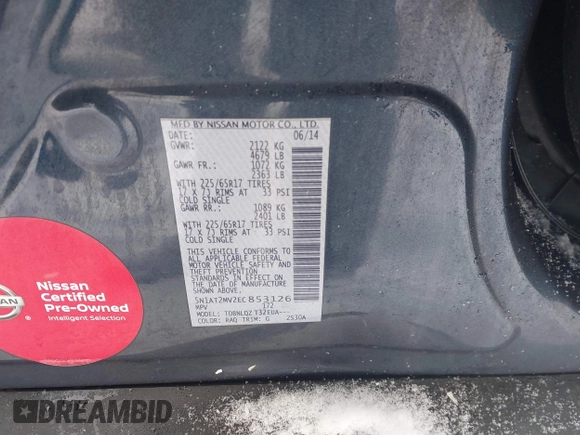 MFD BY NISSAN MOTOR CO., LTD.
DATE: 06/14
GVWR: 2122 KG
4679 LB
GAWR FR.: 1072 KG
2363 LB
WITH 225/65R17 TIRES
17 X 7J RIMS AT 33 PSI
COLD SINGLE
GAWR RR.: 1089 KG
2401 LB
WITH 225/65R17 TIRES
17 X 7J RIMS AT 33 PSI
COLD SINGLE
THIS VEHICLE CONFORMS TO
ALL APPLICABLE FEDERAL
MOTOR VEHICLE SAFETY AND
THEFT PREVENTION
STANDARDS IN EFFECT ON
THE DATE OF MANUFACTURE
SHOWN ABOVE.
5N1AT2MV2EC853126
MPV 172
MODEL:
COLOR: RAQ TRIM: G 2530A
Nissan
Certified
Pre-Owned
Intelligent Selection
DREAMBID